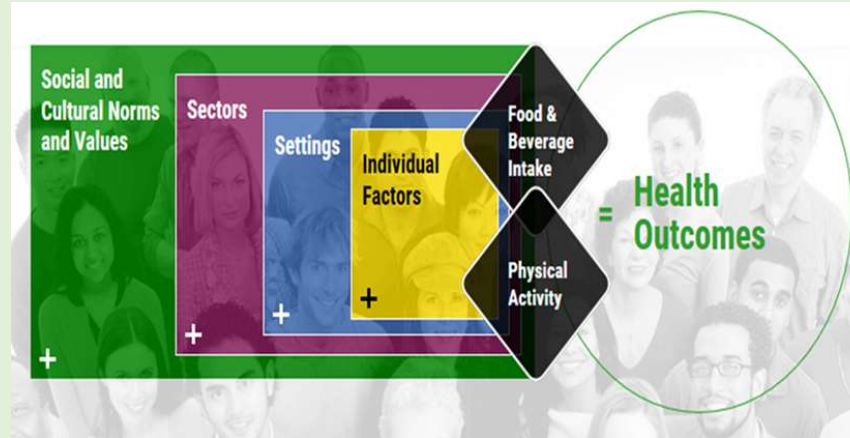 Social and
Cultural Norms
and Values
+
Sectors
+
Settings
+
Individual
Factors
+
Food &
Beverage
Intake
Physical
Activity
=
Health
Outcomes